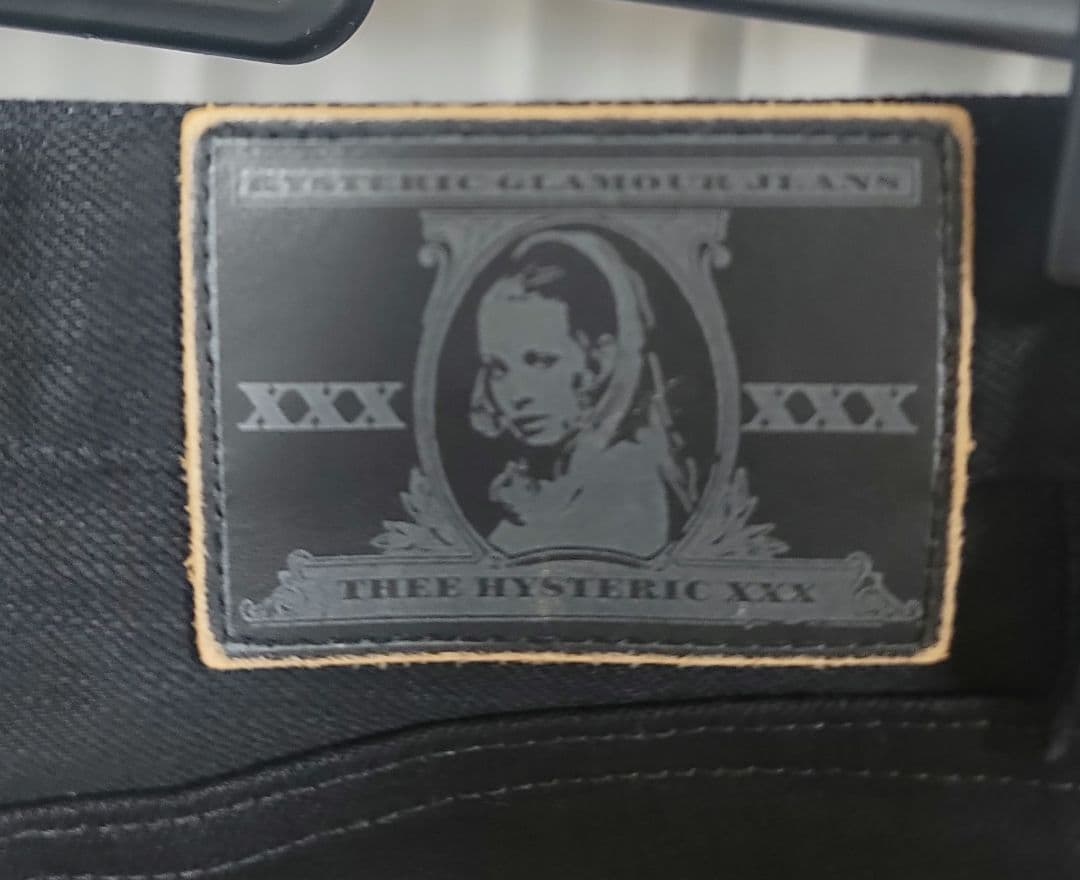 HYSTERIC GLAMOUR JEANS
XXX XXX
THEE HYSTERIC XXX